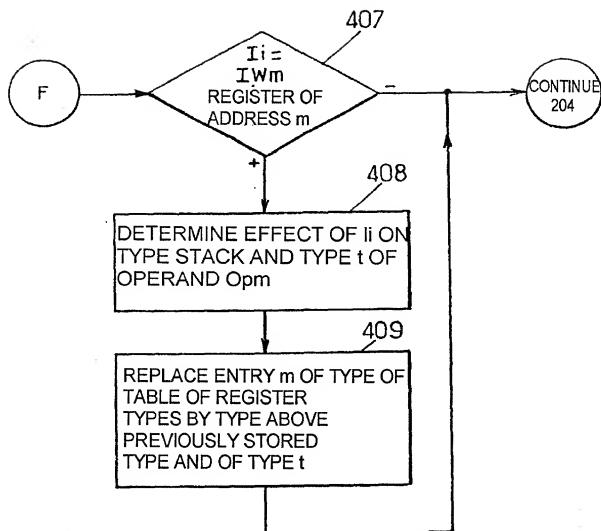 407
Ii =
IWm
REGISTER OF
ADDRESS m
F
-
CONTINUE
204
+
408
DETERMINE EFFECT OF Ii ON
TYPE STACK AND TYPE t OF
OPERAND Opm
409
REPLACE ENTRY m OF TYPE OF
TABLE OF REGISTER
TYPES BY TYPE ABOVE
PREVIOUSLY STORED
TYPE AND OF TYPE t